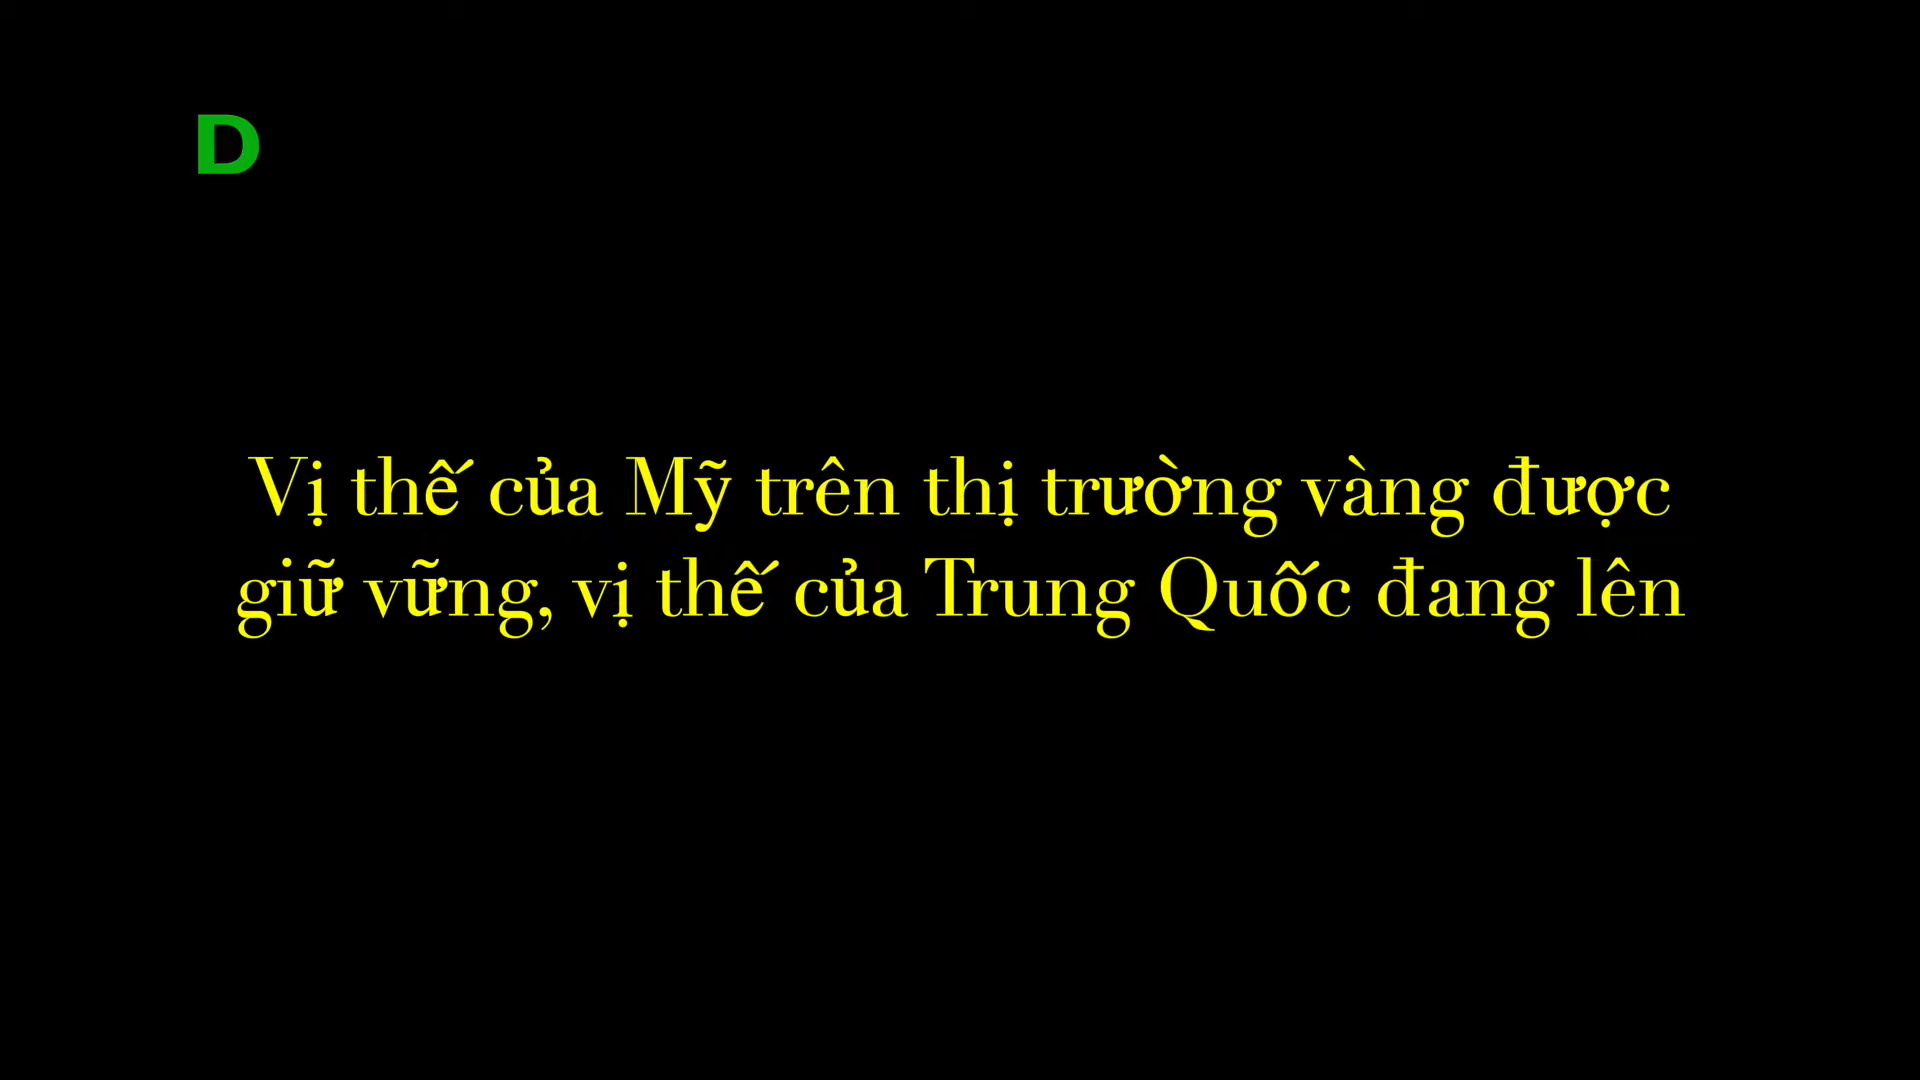 D
Vị thế của Mỹ trên thị trường vàng được
giữ vững, vị thế của Trung Quốc đang lên